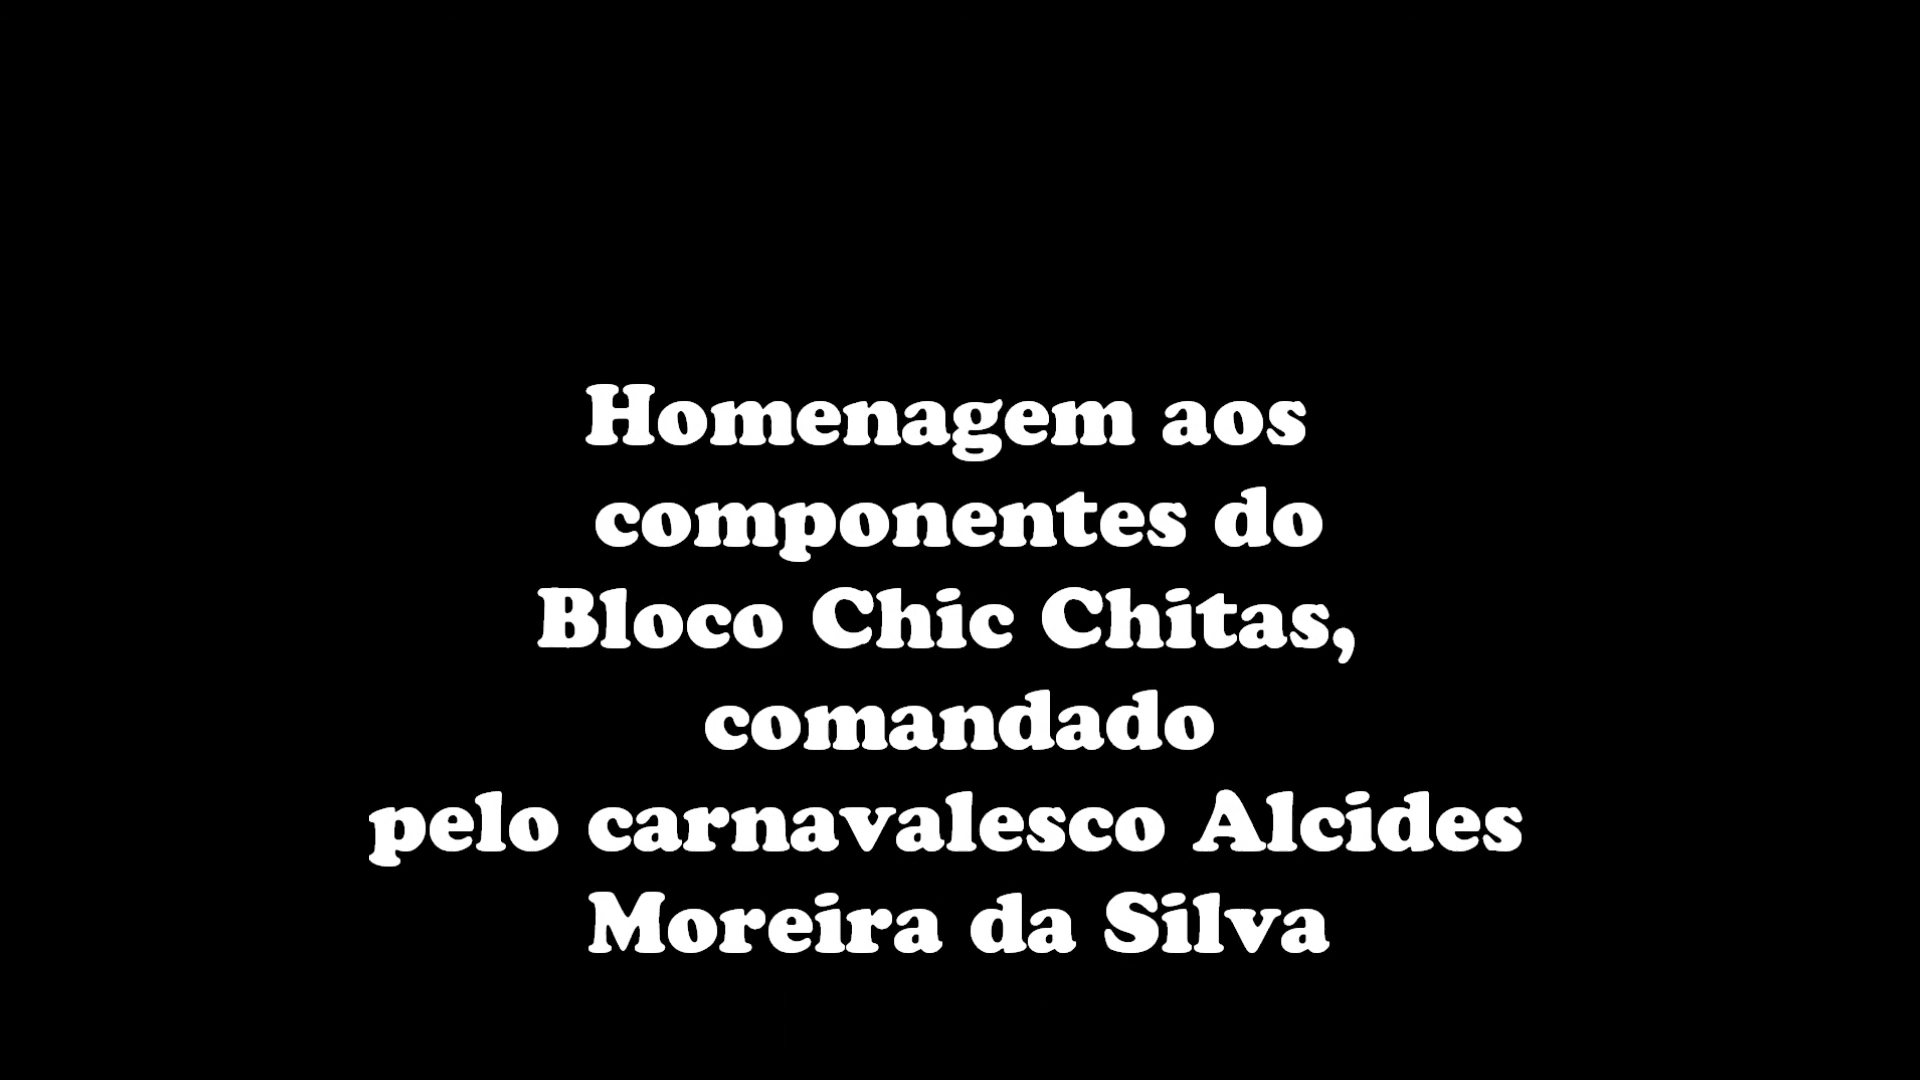 Homenagem aos
componentes do
Bloco Chic Chitas,
comandado
pelo carnavalesco Alcides
Moreira da Silva